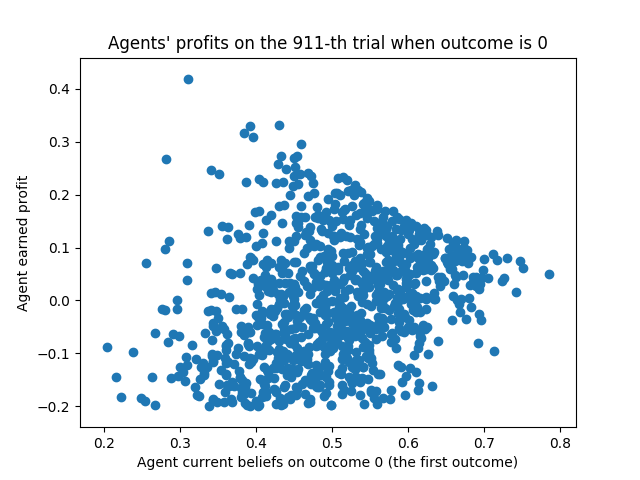 Agents' profits on the 911-th trial when outcome is 0
Agent earned profit
0.4
0.3
0.2
0.1
0.0
−0.1
−0.2
0.2 0.3 0.4 0.5 0.6 0.7 0.8
Agent current beliefs on outcome 0 (the first outcome)